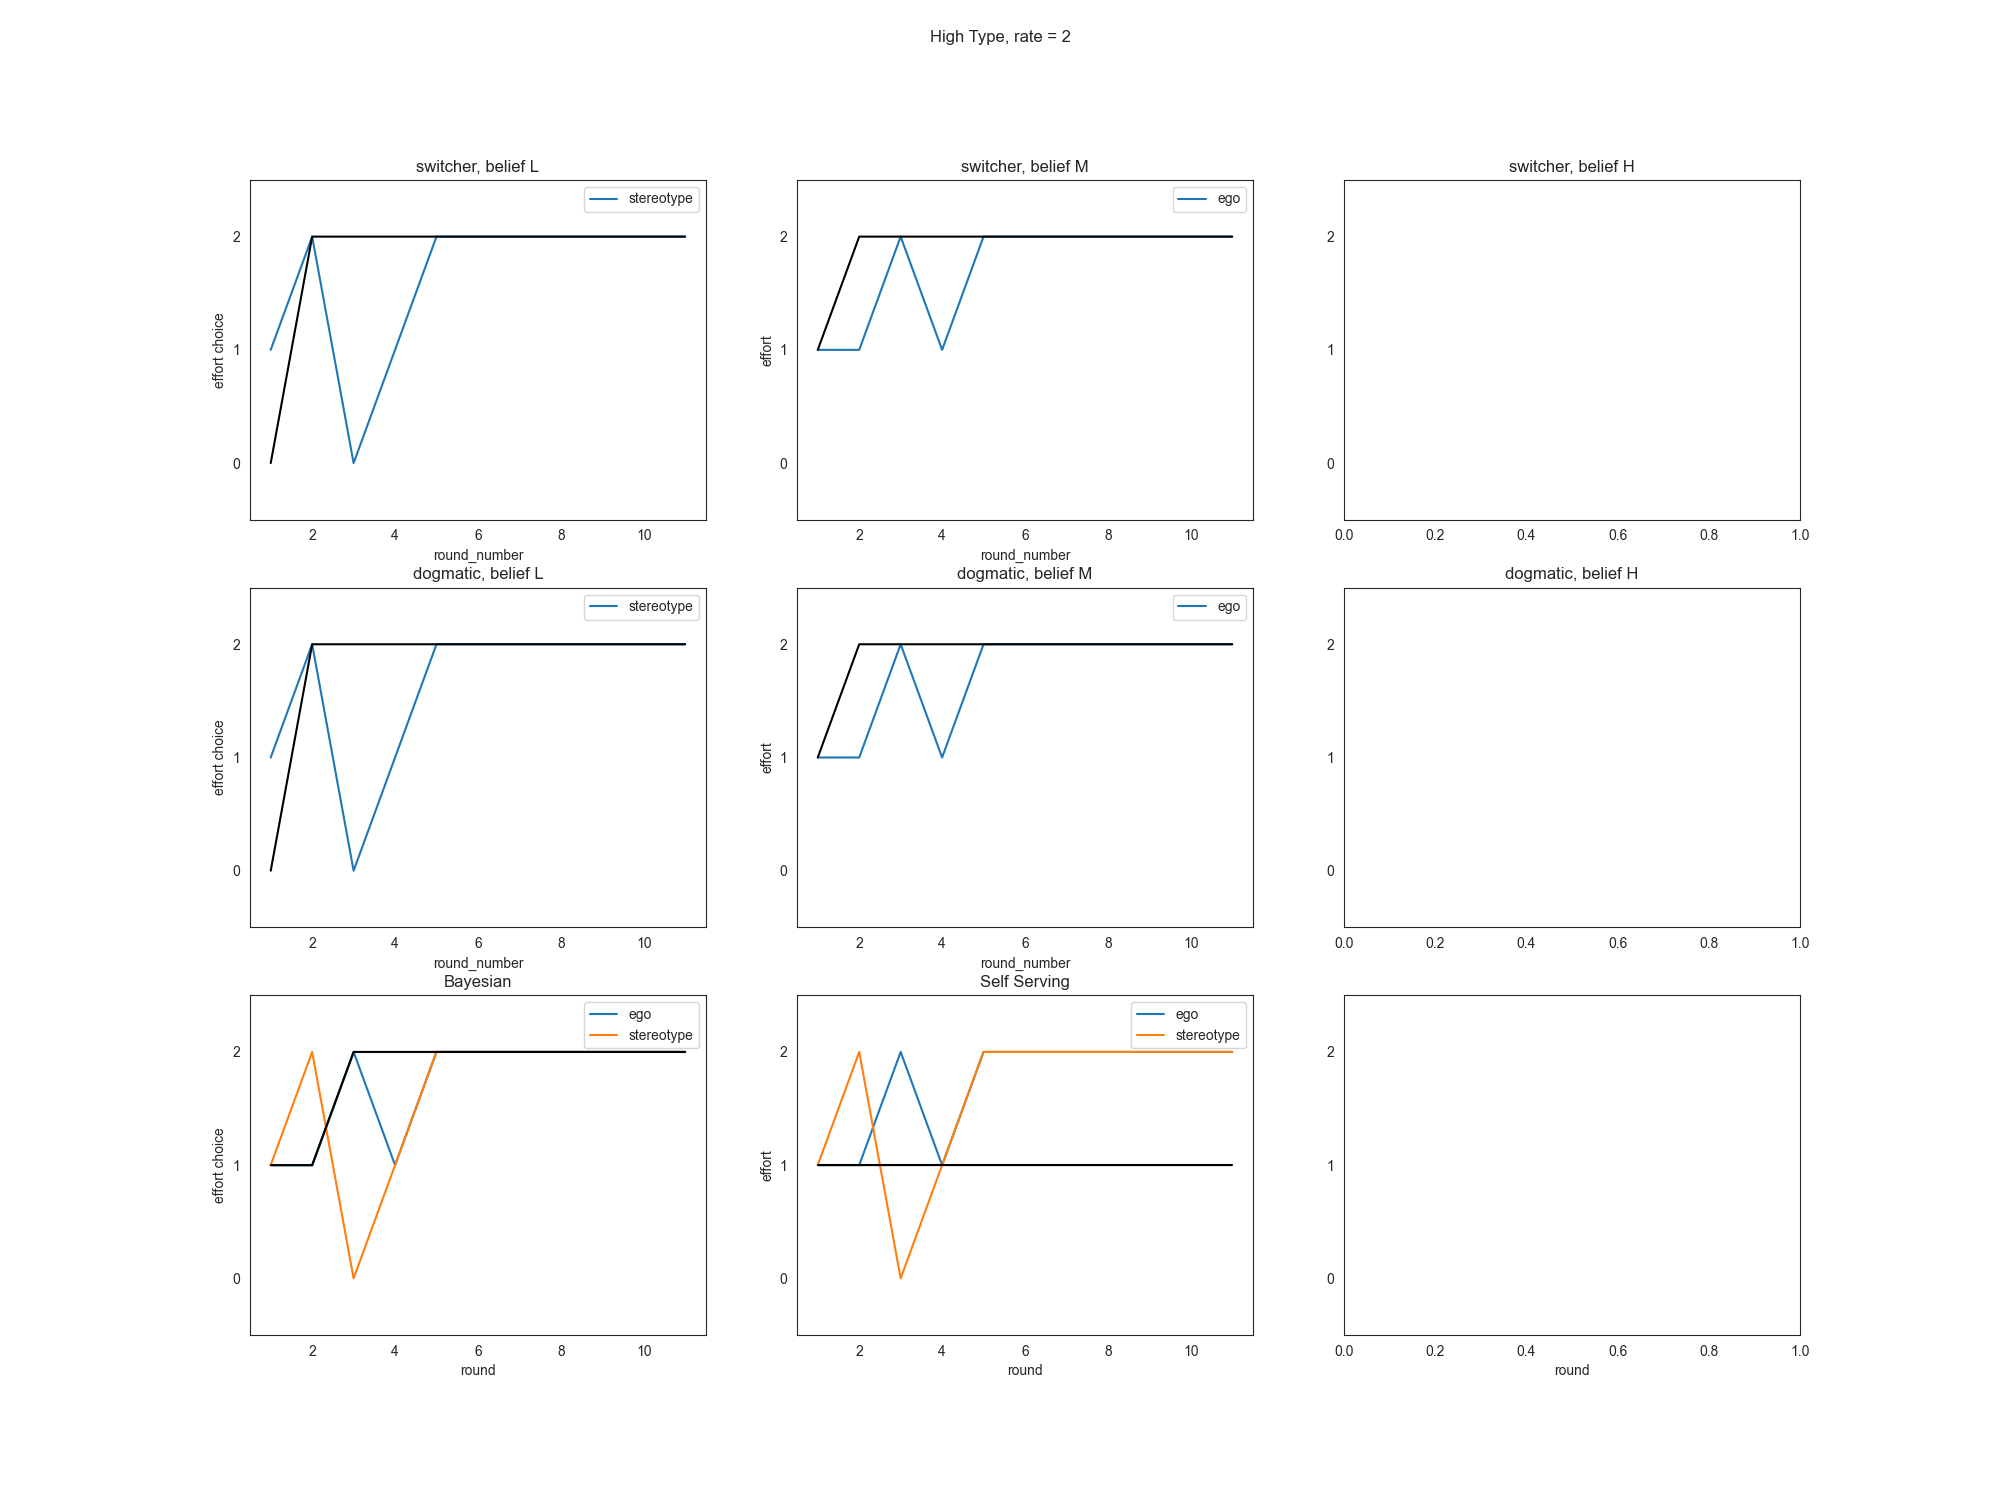 High Type, rate = 2
switcher, belief L
switcher, belief M
switcher, belief H
stereotype
ego
2
1
0
effort choice
2
4
6
8
10
round_number
2
1
0
effort
2
4
6
8
10
round_number
2
1
0
0.0
0.2
0.4
0.6
0.8
1.0
dogmatic, belief L
dogmatic, belief M
dogmatic, belief H
stereotype
ego
2
1
0
effort choice
2
4
6
8
10
round_number
2
1
0
effort
2
4
6
8
10
round_number
2
1
0
0.0
0.2
0.4
0.6
0.8
1.0
Bayesian
Self Serving
ego
stereotype
ego
stereotype
2
1
0
effort choice
2
4
6
8
10
round
2
1
0
effort
2
4
6
8
10
round
2
1
0
0.0
0.2
0.4
0.6
0.8
1.0
round